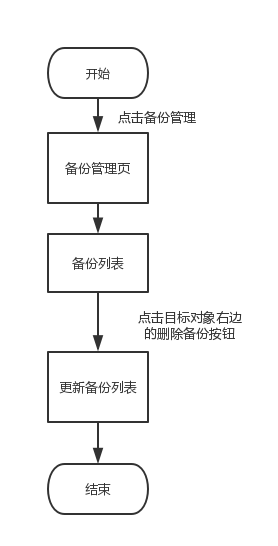 开始
点击备份管理
备份管理页
备份列表
点击目标对象右边
的删除备份按钮
更新备份列表
结束